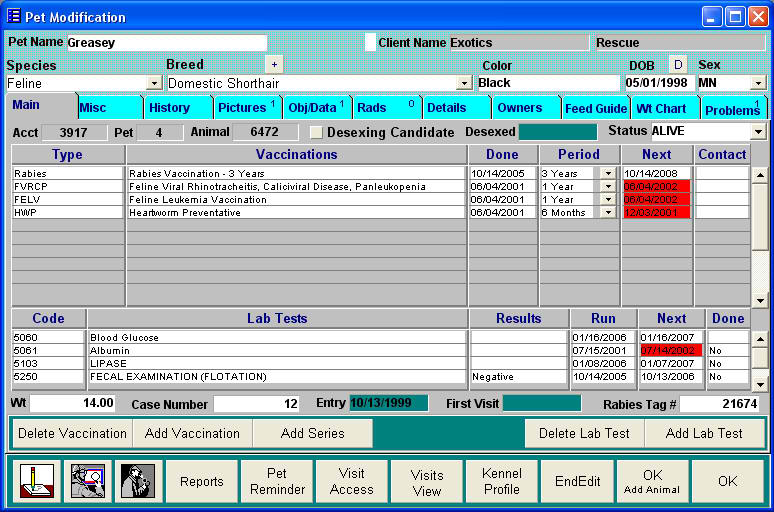 Pet Modification
Pet Name Greasey Client Name Exotics Rescue
Species Breed + Color DOB D Sex
Feline Domestic Shorthair Black 05/01/1998 MN
Main Misc History Pictures 1 Obj/Data 1 Rads 0 Details Owners Feed Guide Wt Chart Problems 1
Acct 3917 Pet 4 Animal 6472 Desexing Candidate Desexed Status ALIVE
Type Vaccinations Done Period Next Contact
Rabies Rabies Vaccination - 3 Years 10/14/2005 3 Years 10/14/2008
FVRCP Feline Viral Rhinotracheitis, Caliciviral Disease, Panleukopenia 06/04/2001 1 Year 06/04/2002
FELV Feline Leukemia Vaccination 06/04/2001 1 Year 06/04/2002
HWP Heartworm Preventative 06/04/2001 6 Months 12/03/2001
Code Lab Tests Results Run Next Done
5060 Blood Glucose 01/16/2006 01/16/2007
5061 Albumin 07/15/2001 07/14/2002 No
5103 LIPASE 01/08/2006 01/07/2007 No
5250 FECAL EXAMINATION (FLOTATION) Negative 10/14/2005 10/13/2006 No
Wt 14.00 Case Number 12 Entry 10/13/1999 First Visit Rabies Tag # 21674
Delete Vaccination Add Vaccination Add Series Delete Lab Test Add Lab Test
Reports Pet Reminder Visit Access Visits View Kennel Profile EndEdit OK Add Animal OK